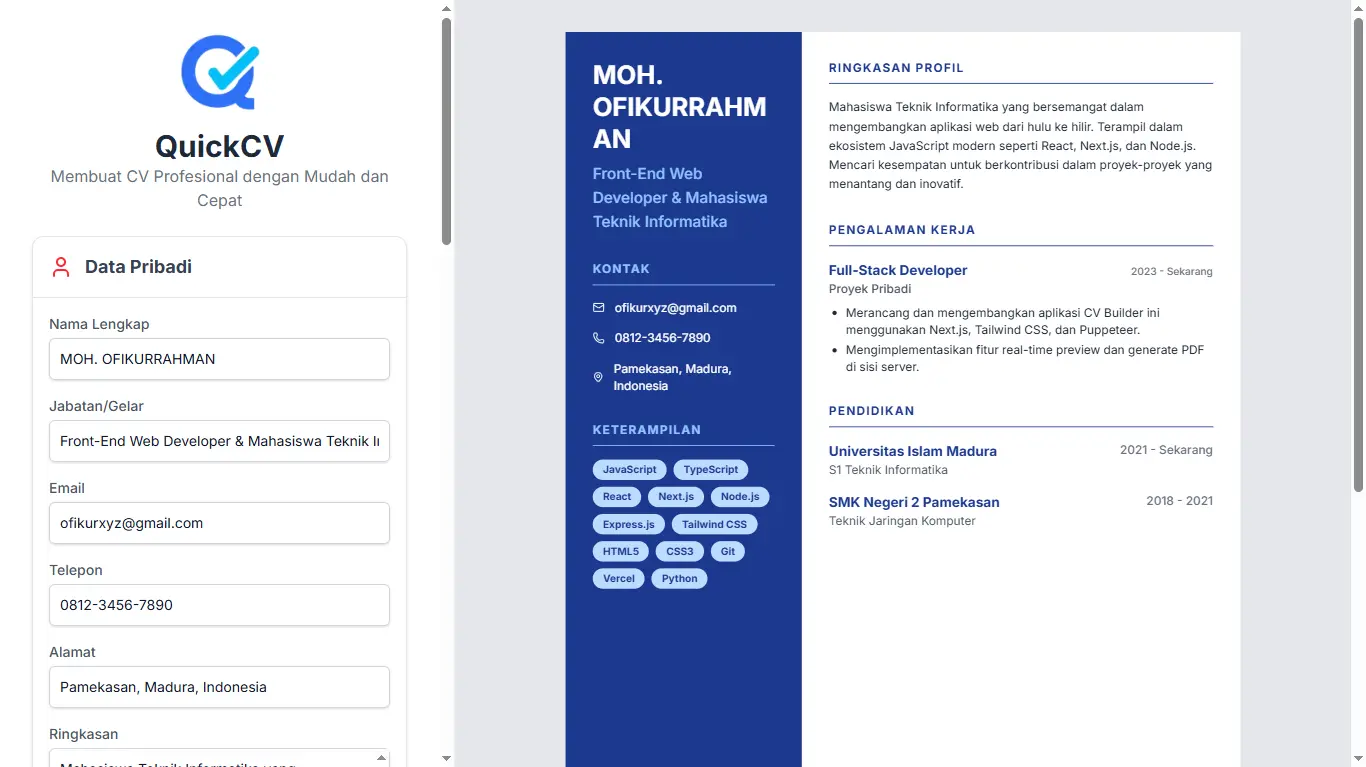 QuickCV
Membuat CV Profesional dengan Mudah dan
Cepat
Data Pribadi
Nama Lengkap
MOH. OFIKURRAHMAN
Jabatan/Gelar
Front-End Web Developer & Mahasiswa Teknik
Email
ofikurxyz@gmail.com
Telepon
0812-3456-7890
Alamat
Pamekasan, Madura, Indonesia
Ringkasan
MOH.
OFIKURRAHM
AN
Front-End Web
Developer & Mahasiswa
Teknik Informatika
KONTAK
ofikurxyz@gmail.com
0812-3456-7890
Pamekasan, Madura,
Indonesia
KETERAMPILAN
JavaScript TypeScript
React Next.js Node.js
Express.js Tailwind CSS
HTML5 CSS3 Git
Vercel Python
RINGKASAN PROFIL
Mahasiswa Teknik Informatika yang bersemangat dalam
mengembangkan aplikasi web dari hulu ke hilir. Terampil dalam
ekosistem JavaScript modern seperti React, Next.js, dan Node.js.
Mencari kesempatan untuk berkontribusi dalam proyek-proyek yang
menantang dan inovatif.
PENGALAMAN KERJA
Full-Stack Developer 2023 - Sekarang
Proyek Pribadi
• Merancang dan mengembangkan aplikasi CV Builder ini
menggunakan Next.js, Tailwind CSS, dan Puppeteer.
• Mengimplementasikan fitur real-time preview dan generate PDF
di sisi server.
PENDIDIKAN
Universitas Islam Madura 2021 - Sekarang
S1 Teknik Informatika
SMK Negeri 2 Pamekasan 2018 - 2021
Teknik Jaringan Komputer